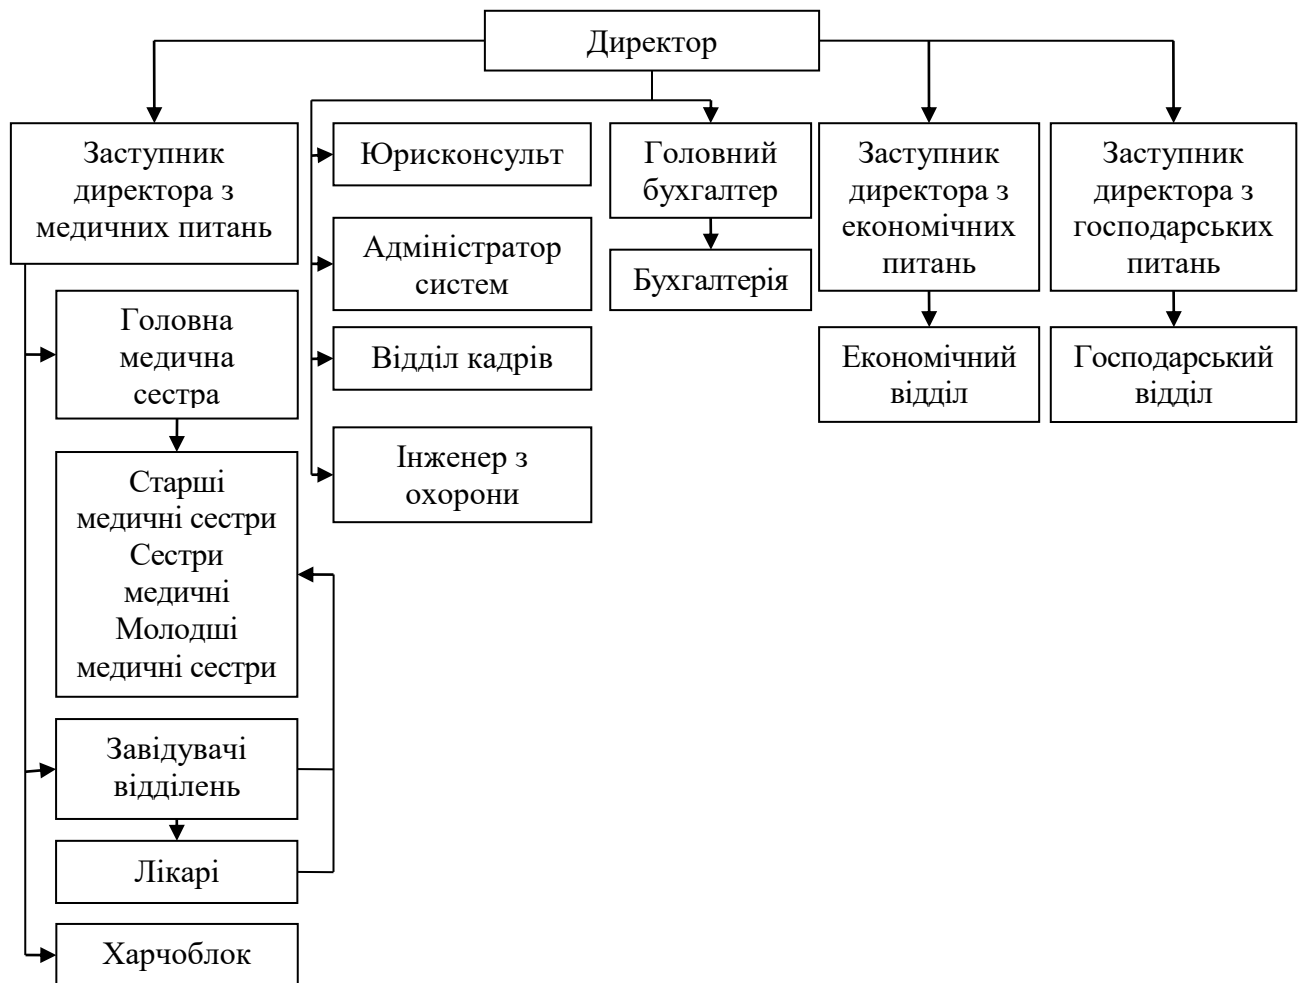 Директор
Заступник
директора з
медичних питань
Юрисконсульт
Головний
бухгалтер
Заступник
директора з
економічних
питань
Заступник
директора з
господарських
питань
Адміністратор
систем
Бухгалтерія
Головна
медична
сестра
Відділ кадрів
Економічний
відділ
Господарський
відділ
Інженер з
охорони
Старші
медичні сестри
Сестри
медичні
Молодші
медичні сестри
Завідувачі
відділень
Лікарі
Харчоблок